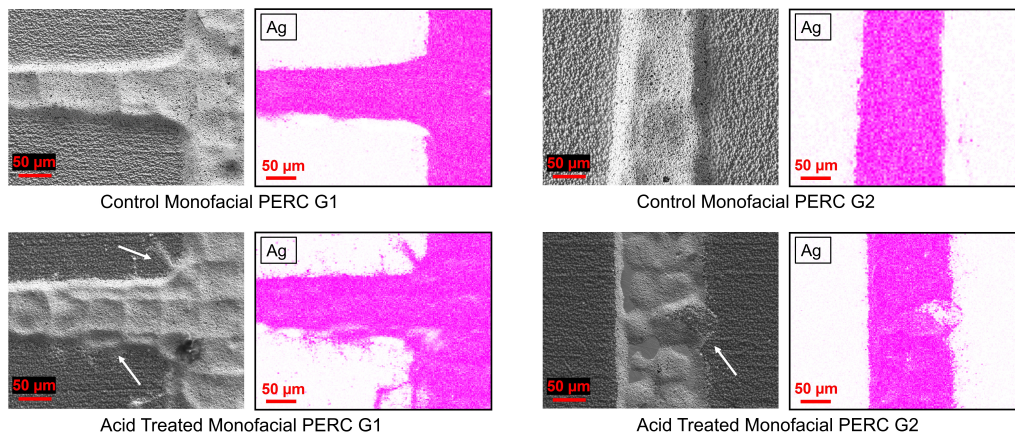 Ag
Ag
50 µm
50 µm
50 µm
50 µm
Control Monofacial PERC G1
Control Monofacial PERC G2
Ag
Ag
50 µm
50 µm
50 µm
50 µm
Acid Treated Monofacial PERC G1
Acid Treated Monofacial PERC G2